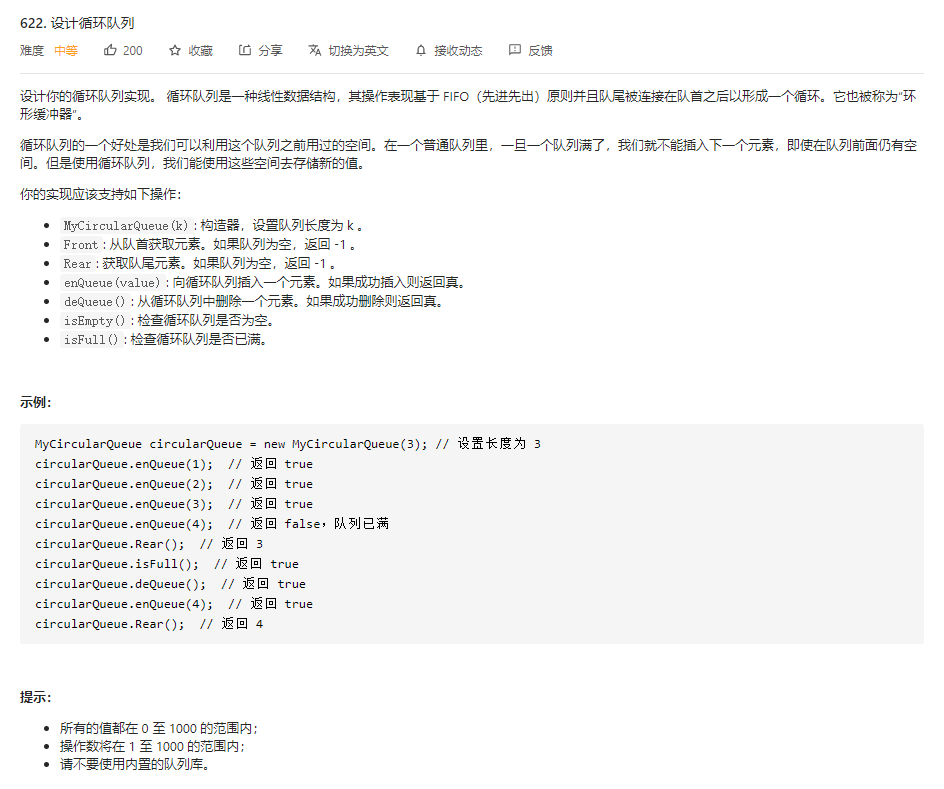 622. 设计循环队列
难度 中等 200 收藏 分享 切换为英文 接收动态 反馈
设计你的循环队列实现。 循环队列是一种线性数据结构，其操作表现基于 FIFO（先进先出）原则并且队尾被连接在队首之后以形成一个循环。它也被称为“环
形缓冲器”。
循环队列的一个好处是我们可以利用这个队列之前用过的空间。在一个普通队列里，一旦一个队列满了，我们就不能插入下一个元素，即使在队列前面仍有空
间。但是使用循环队列，我们能使用这些空间去存储新的值。
你的实现应该支持如下操作：
MyCircularQueue(k): 构造器，设置队列长度为 k 。
Front: 从队首获取元素。如果队列为空，返回 -1 。
Rear: 获取队尾元素。如果队列为空，返回 -1 。
enQueue(value): 向循环队列插入一个元素。如果成功插入则返回真。
deQueue(): 从循环队列中删除一个元素。如果成功删除则返回真。
isEmpty(): 检查循环队列是否为空。
isFull(): 检查循环队列是否已满。
示例：
MyCircularQueue circularQueue = new MyCircularQueue(3); // 设置长度为 3
circularQueue.enQueue(1);  // 返回 true
circularQueue.enQueue(2);  // 返回 true
circularQueue.enQueue(3);  // 返回 true
circularQueue.enQueue(4);  // 返回 false，队列已满
circularQueue.Rear();  // 返回 3
circularQueue.isFull();  // 返回 true
circularQueue.deQueue();  // 返回 true
circularQueue.enQueue(4);  // 返回 true
circularQueue.Rear();  // 返回 4
提示：
所有的值都在 0 至 1000 的范围内；
操作数将在 1 至 1000 的范围内；
请不要使用内置的队列库。